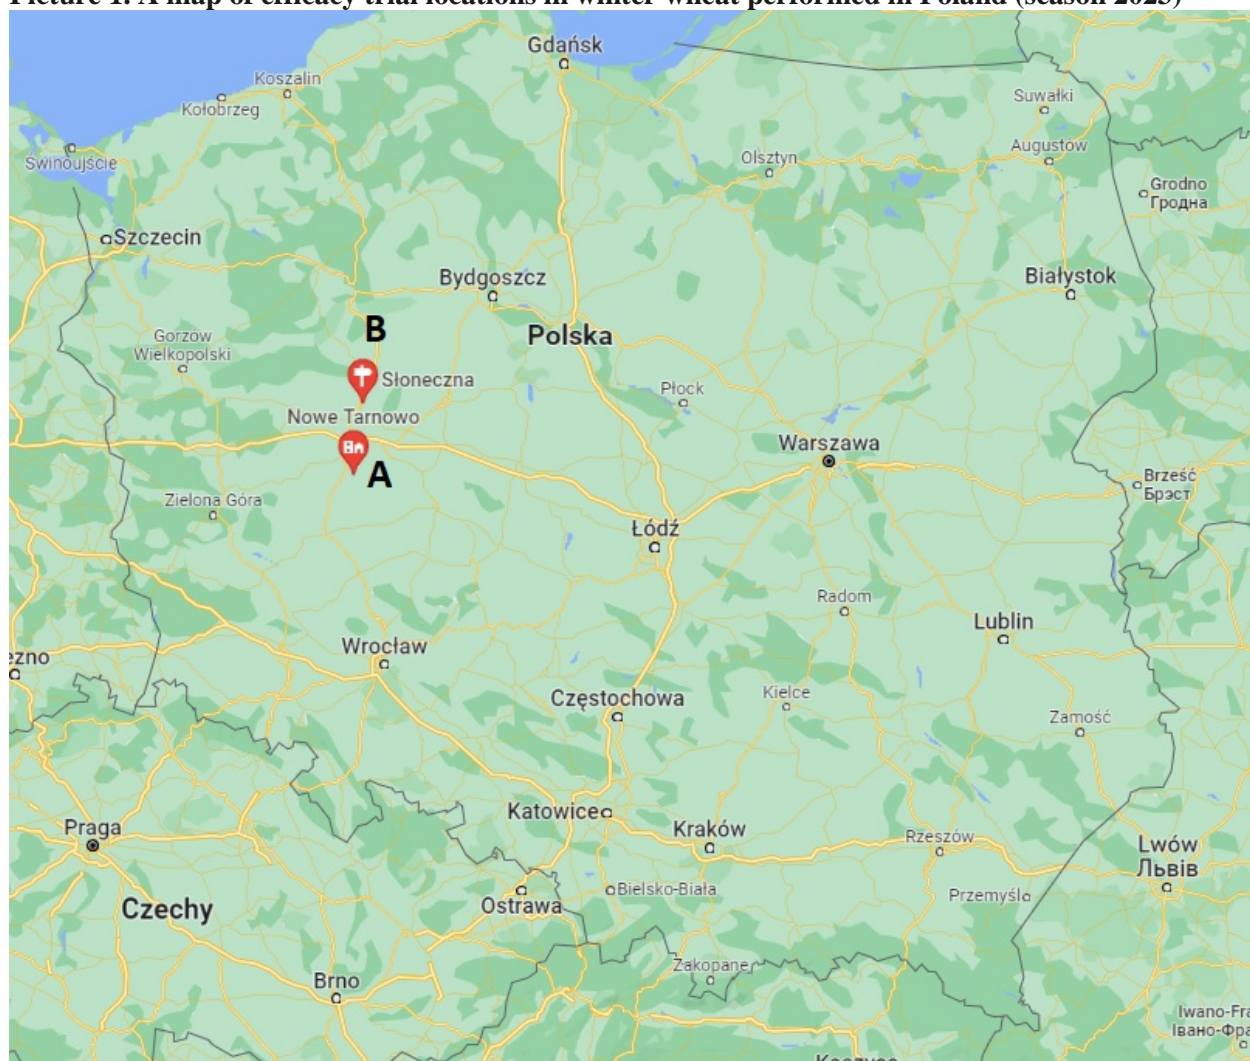 Picture 1. A map of efficacy trial locations in winter wheat performed in Poland (season 2023)
Gdańsk
Koszalin
Kołobrzeg
Suwałki
Świnoujście
Olsztyn
Augustów
Grodno
Гродна
Szczecin
Bydgoszcz
Białystok
Polska
B
Gorzów
Wielkopolski
Słoneczna
Płock
Nowe Tarnowo
Warszawa
A
Brześć
Брэст
Zielona Góra
Łódź
Radom
Lublin
Wrocław
Częstochowa
Kielce
Zamość
Katowice
Kraków
Praga
Rzeszów
Lwów
Львів
Bielsko-Biała
Przemyśl
Ostrawa
Czechy
Zakopane
Brno